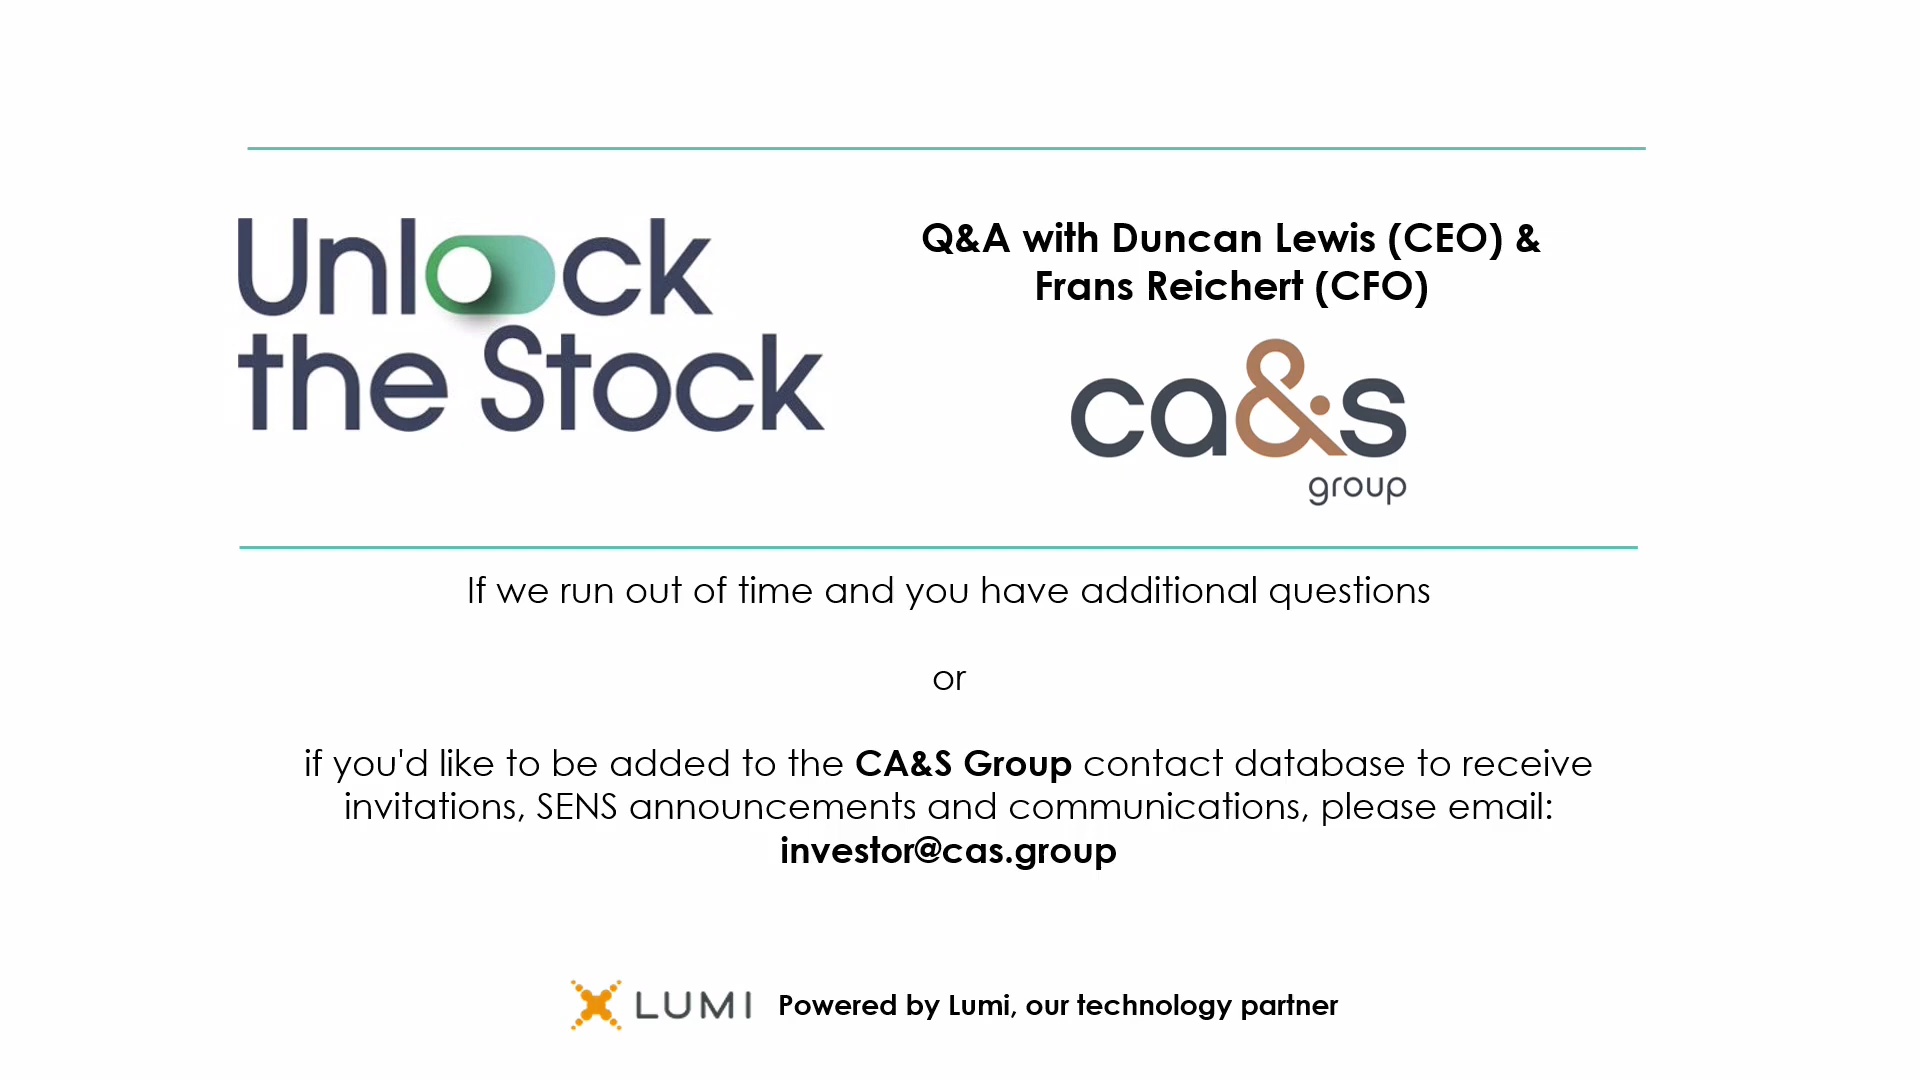 Unlock
the Stock
Q&A with Duncan Lewis (CEO) &
Frans Reichert (CFO)
ca&s
group
If we run out of time and you have additional questions
or
if you'd like to be added to the CA&S Group contact database to receive
invitations, SENS announcements and communications, please email:
investor@cas.group
LUMI Powered by Lumi, our technology partner